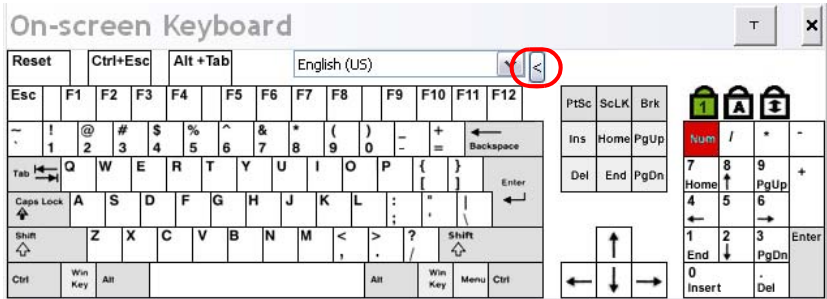 On-screen Keyboard T ×
Reset Ctrl+Esc Alt +Tab English (US) <
Esc F1 F2 F3 F4 F5 F6 F7 F8 F9 F10 F11 F12
PtSc ScLK Brk
1 A
~ ! @ # $ % ^ & * ( ) _ +
` 1 2 3 4 5 6 7 8 9 0 - = Backspace
Ins Home PgUp
Num / * -
Tab Q W E R T Y U I O P { }
[ ] Enter
Del End PgDn
7 8 9 +
Home PgUp
Caps Lock A S D F G H J K L : " |
; ' \
4 5 6
Shift Z X C V B N M < > ? Shift
, . /
1 2 3 Enter
End PgDn
Ctrl Win Key Alt Alt Win Key Menu Ctrl
0 .
Insert Del